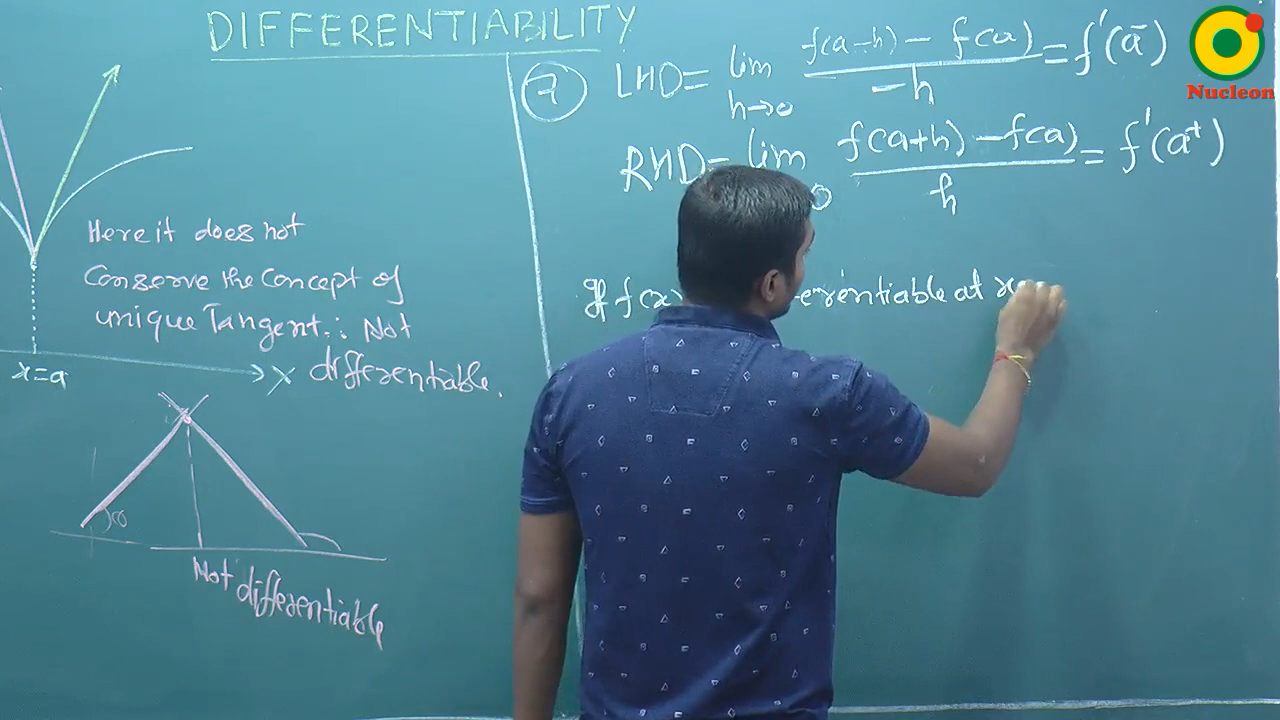 DIFFERENTIABILITY
Here it does not
Conserve the Concept of
unique Tangent ∴ Not
differentiable.
x=a
X
Not differentiable
7
LHD = lim h→0 f(a-h) - f(a) / -h = f'(a⁻)
RHD = lim 0 f(a+h) - f(a) / h = f'(a⁺)
If f(x) erentiable at x
Nucleon